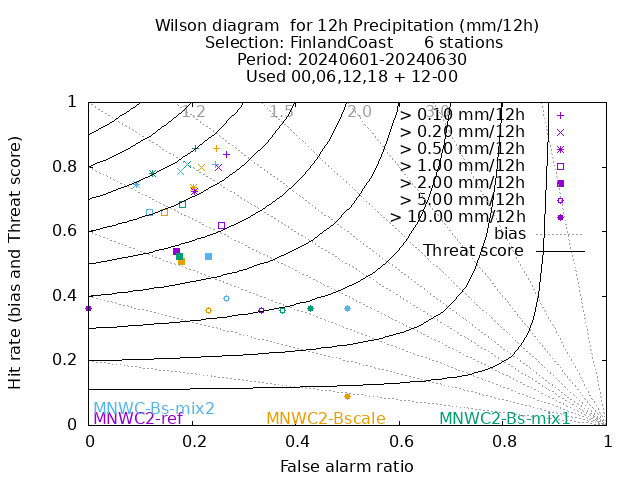 Wilson diagram  for 12h Precipitation (mm/12h)
Selection: FinlandCoast      6 stations
Period: 20240601-20240630
Used 00,06,12,18 + 12-00
Hit rate (bias and Threat score)
1
0.8
0.6
0.4
0.2
0
1.2
1.5
2.0
3.0
> 0.10 mm/12h
> 0.20 mm/12h
> 0.50 mm/12h
> 1.00 mm/12h
> 2.00 mm/12h
> 5.00 mm/12h
> 10.00 mm/12h
bias
Threat score
MNWC-Bs-mix2
MNWC2-ref
MNWC2-Bscale
MNWC2-Bs-mix1
0
0.2
0.4
0.6
0.8
1
False alarm ratio